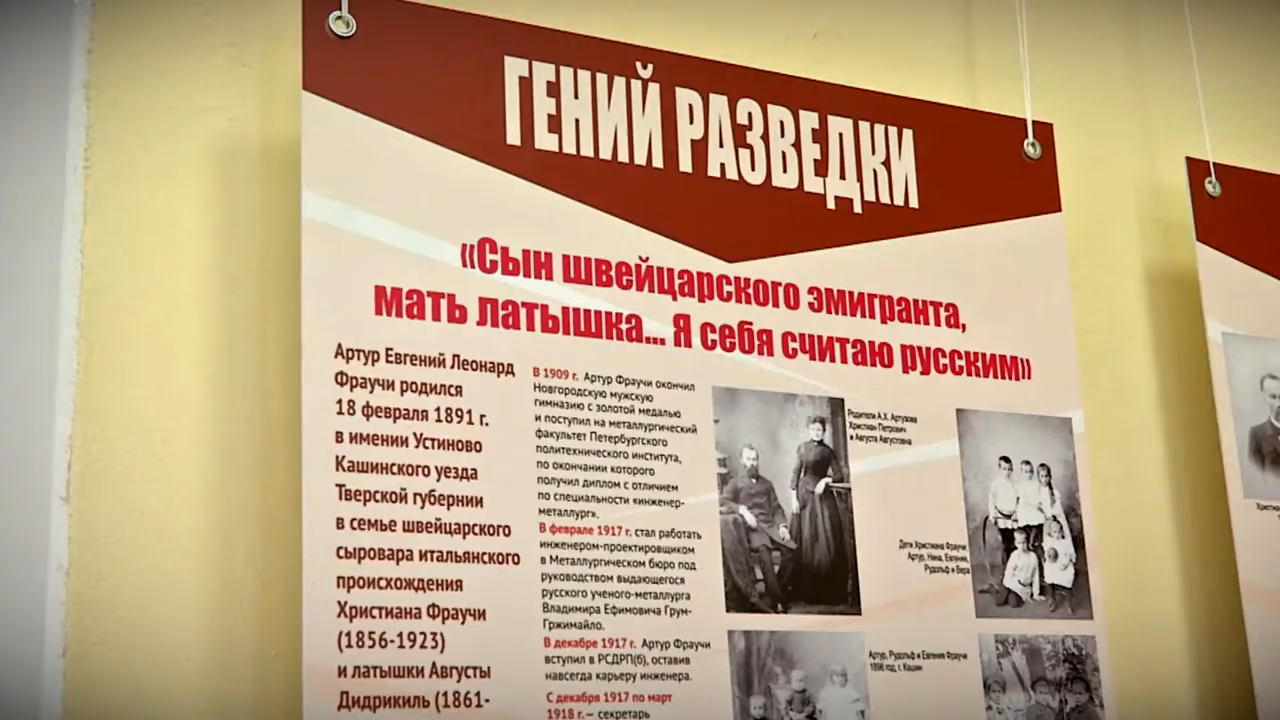 ГЕНИЙ РАЗВЕДКИ
«Сын швейцарского эмигранта,
мать латышка... Я себя считаю русским»
Артур Евгений Леонард
Фраучи родился
18 февраля 1891 г.
в имении Устиново
Кашинского уезда
Тверской губернии
в семье швейцарского
сыровара итальянского
происхождения
Христиана Фраучи
(1856-1923)
и латышки Августы
Дидрикиль (1861-
В 1909 г. Артур Фраучи окончил
Новгородскую мужскую
гимназию с золотой медалью
и поступил на металлургический
факультет Петербургского
политехнического института,
по окончании которого
получил диплом с отличием
по специальности «инженер-
металлург».
В феврале 1917 г. стал работать
инженером-проектировщиком
в Металлургическом бюро под
руководством выдающегося
русского ученого-металлурга
Владимира Ефимовича Грум-
Гржимайло.
В декабре 1917 г. Артур Фраучи
вступил в РСДРП(б), оставив
навсегда карьеру инженера.
С декабря 1917 по март
1918 г.— секретарь
Родители А.Х. Артузова
Христиан Петрович
и Августа Августовна
Дети Христиана Фраучи:
Артур, Нина, Евгения,
Рудольф и Вера
Артур, Рудольф и Евгения Фраучи
1896 год, г. Кашин